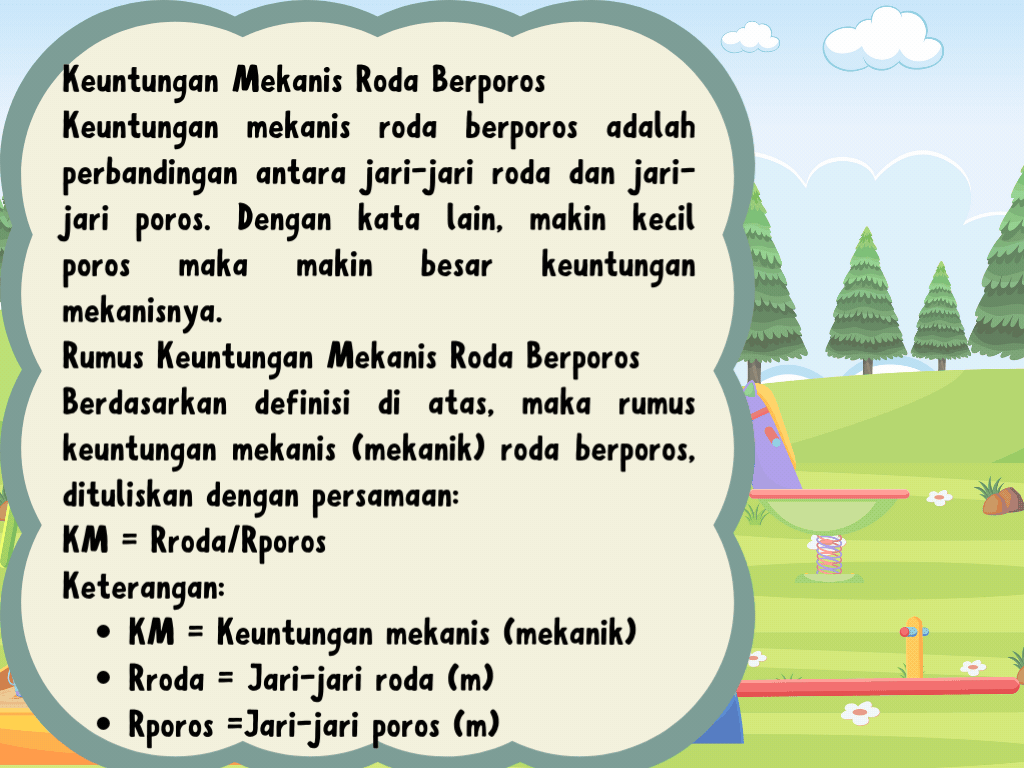 Keuntungan Mekanis Roda Berporos
Keuntungan mekanis roda berporos adalah
perbandingan antara jari-jari roda dan jari-
jari poros. Dengan kata lain, makin kecil
poros maka makin besar keuntungan
mekanisnya.
Rumus Keuntungan Mekanis Roda Berporos
Berdasarkan definisi di atas, maka rumus
keuntungan mekanis (mekanik) roda berporos,
dituliskan dengan persamaan:
KM = Rroda/Rporos
Keterangan:
• KM = Keuntungan mekanis (mekanik)
• Rroda = Jari-jari roda (m)
• Rporos =Jari-jari poros (m)